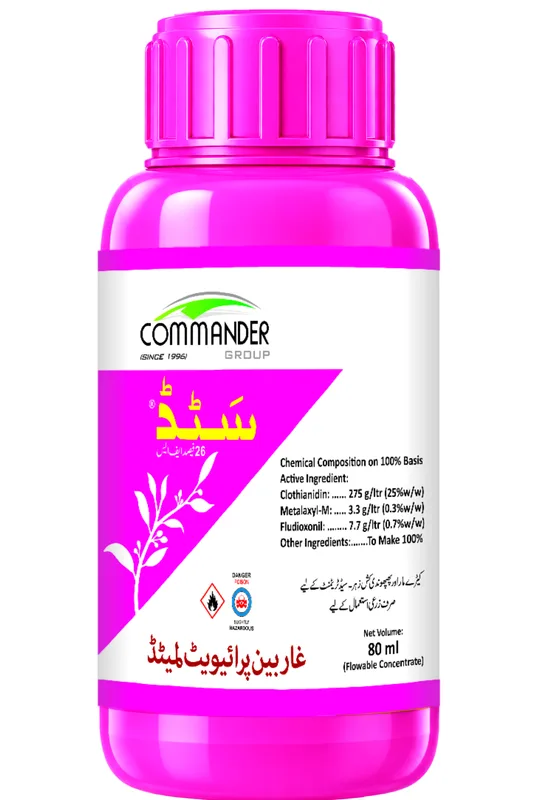 COMMANDER
(SINCE 1996) GROUP
سَٹڈ ®
26 فیصد ایف ایس
Chemical Composition on 100% Basis
Active Ingredient:
Clothianidin: ...... 275 g/ltr (25%w/w)
Metalaxyl-M: ..... 3.3 g/ltr (0.3%w/w)
Fludioxonil: ........ 7.7 g/ltr (0.7%w/w)
Other Ingredients:.......To Make 100%
کیڑے مار اور پھپھوندی کش زہر۔ سیڈ ٹریٹمنٹ کے لیے
صرف زرعی استعمال کے لیے
DANGER
POISON
SLIGHTLY
HAZARDOUS
Net Volume:
80 ml
(Flowable Concentrate)
غاربین پرائیویٹ لمیٹڈ